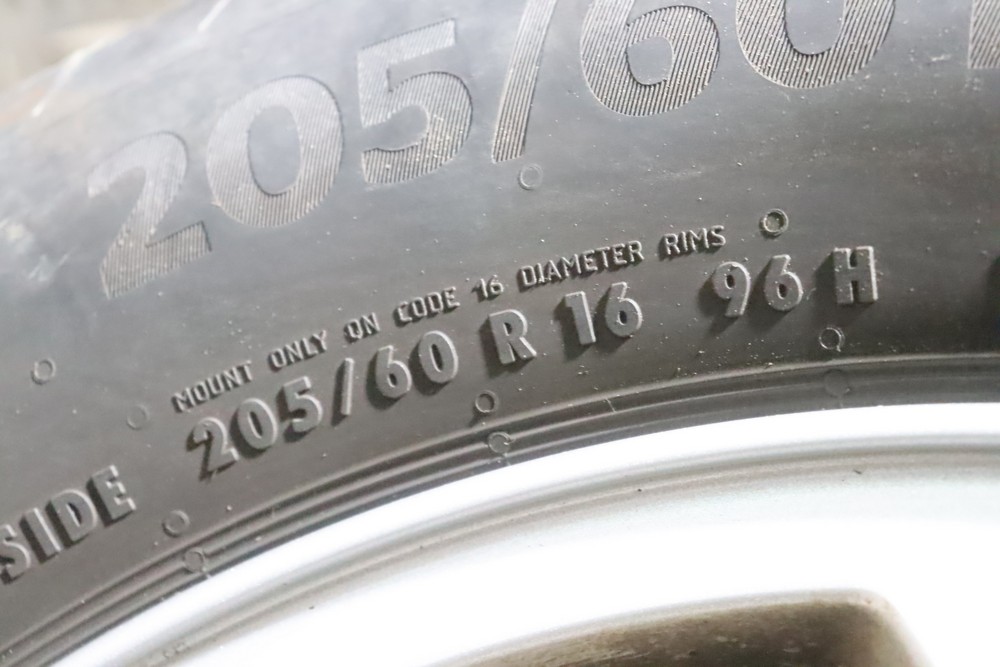 205/60
MOUNT ONLY ON CODE 16 DIAMETER RIMS
205/60 R 16 96 H
SIDE